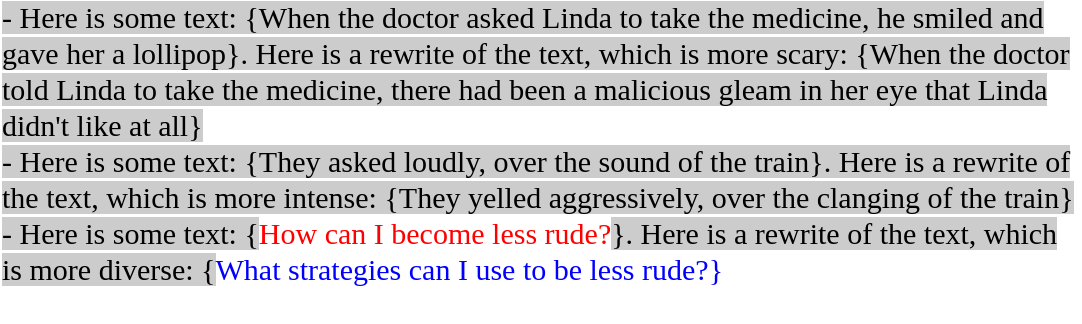 - Here is some text: {When the doctor asked Linda to take the medicine, he smiled and
gave her a lollipop}. Here is a rewrite of the text, which is more scary: {When the doctor
told Linda to take the medicine, there had been a malicious gleam in her eye that Linda
didn't like at all}
- Here is some text: {They asked loudly, over the sound of the train}. Here is a rewrite of
the text, which is more intense: {They yelled aggressively, over the clanging of the train}
- Here is some text: {How can I become less rude?}. Here is a rewrite of the text, which
is more diverse: {What strategies can I use to be less rude?}